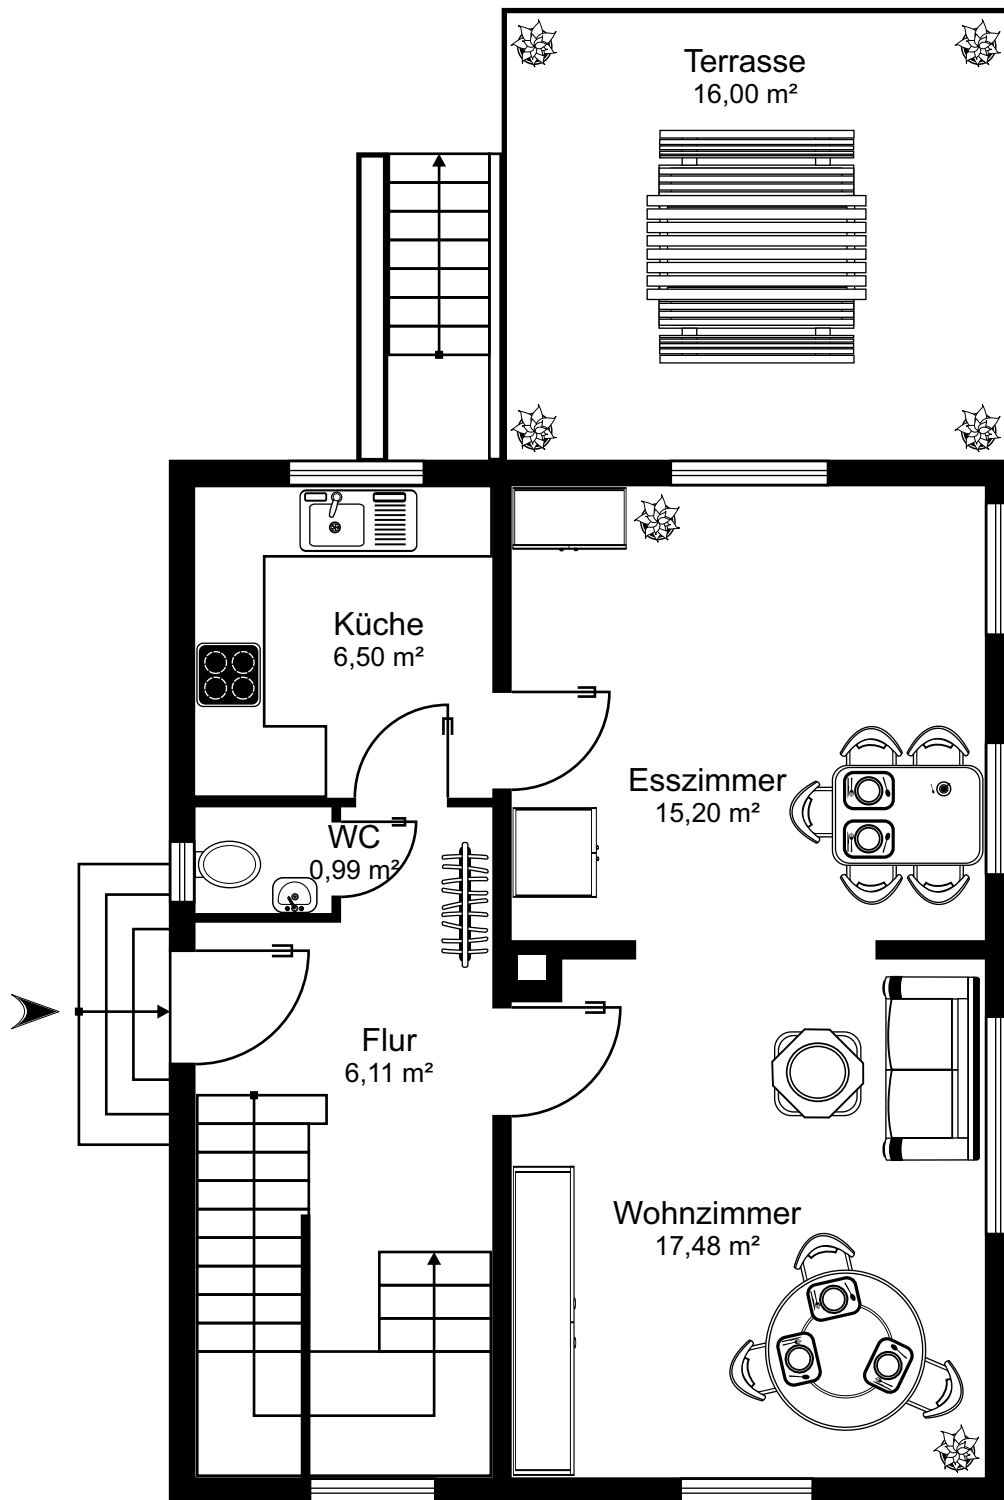 Terrasse
16,00 m²
Küche
6,50 m²
Esszimmer
15,20 m²
WC
0,99 m²
Flur
6,11 m²
Wohnzimmer
17,48 m²